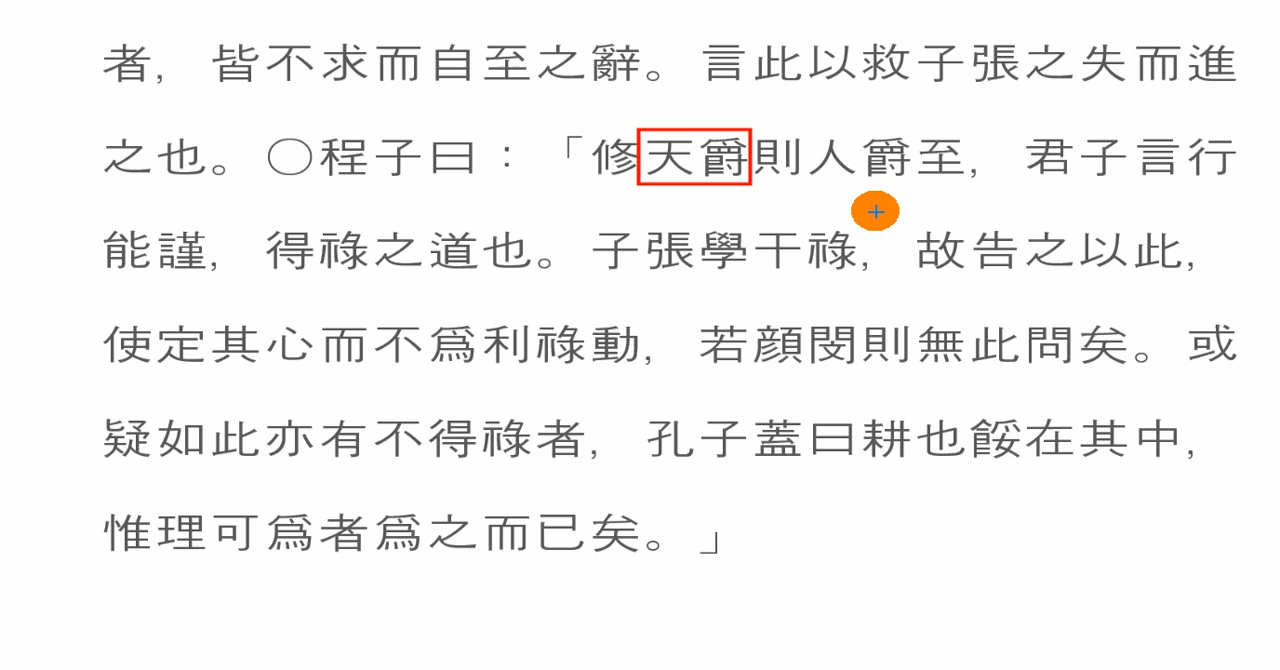 者，皆不求而自至之辭。言此以救子張之失而進
之也。〇程子曰：「修天爵則人爵至，君子言行
能謹，得祿之道也。子張學干祿，故告之以此，
使定其心而不為利祿動，若顏閔則無此問矣。或
疑如此亦有不得祿者，孔子蓋曰耕也餒在其中，
惟理可為者為之而已矣。」